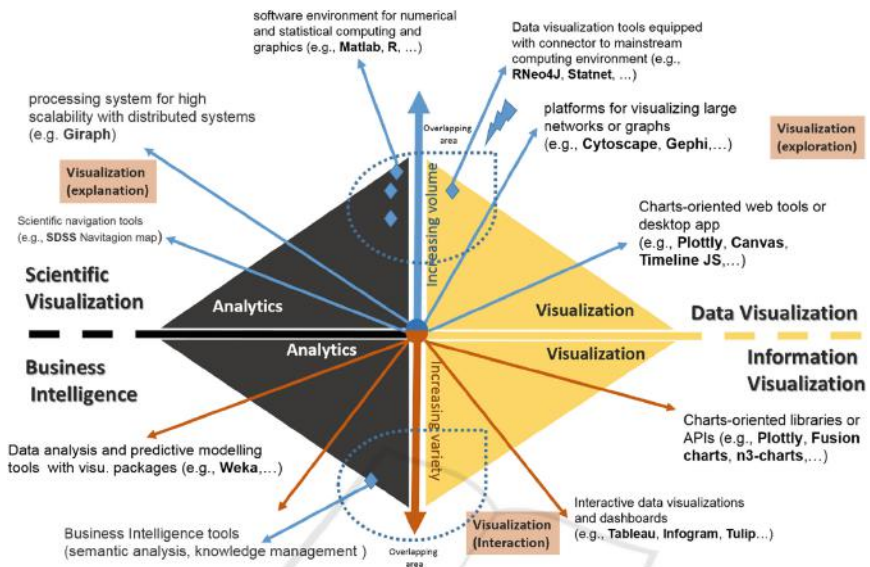 software environment for numerical
and statistical computing and
graphics (e.g., Matlab, R, …)
Data visualization tools equipped
with connector to mainstream
computing environment (e.g.,
RNeo4J, Statnet, …)
processing system for high
scalability with distributed systems
(e.g. Giraph)
platforms for visualizing large
networks or graphs
(e.g., Cytoscape, Gephi,…)
Visualization
(exploration)
Overlapping
area
Visualization
(explanation)
Increasing volume
Scientific navigation tools
(e.g., SDSS Navitagion map)
Charts-oriented web tools or
desktop app
(e.g., Plottly, Canvas,
Timeline JS,…)
Scientific
Visualization
Analytics
Visualization
Data Visualization
Business
Intelligence
Analytics
Visualization
Information
Visualization
Increasing variety
Data analysis and predictive modelling
tools with visu. packages (e.g., Weka,…)
Charts-oriented libraries or
APIs (e.g., Plottly, Fusion
charts, n3-charts,…)
Business Intelligence tools
(semantic analysis, knowledge management )
Overlapping
area
Visualization
(Interaction)
Interactive data visualizations
and dashboards
(e.g., Tableau, Infogram, Tulip…)